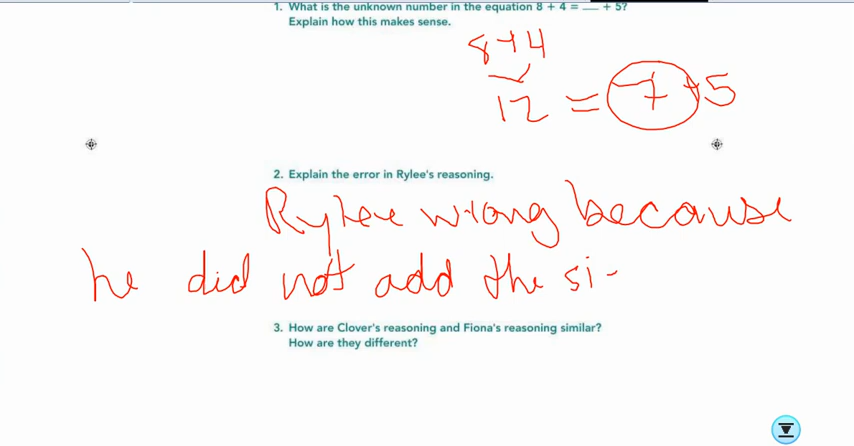 1. What is the unknown number in the equation 8 + 4 = __ + 5?
Explain how this makes sense.
8+4
12 = 7+5
2. Explain the error in Rylee's reasoning.
Rylee wrong because
he did not add the si
3. How are Clover's reasoning and Fiona's reasoning similar?
How are they different?